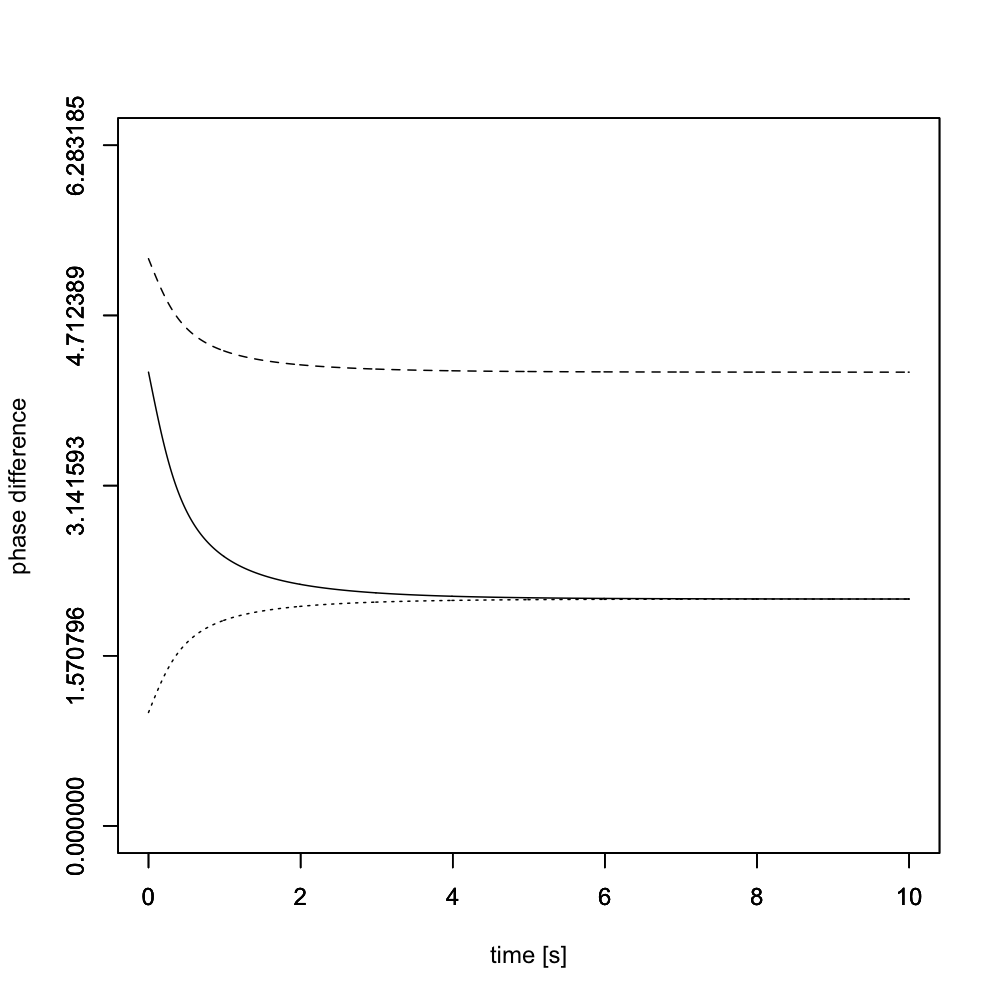 6.283185
4.712389
3.141593
1.570796
0.000000
phase difference
0 2 4 6 8 10
time [s]